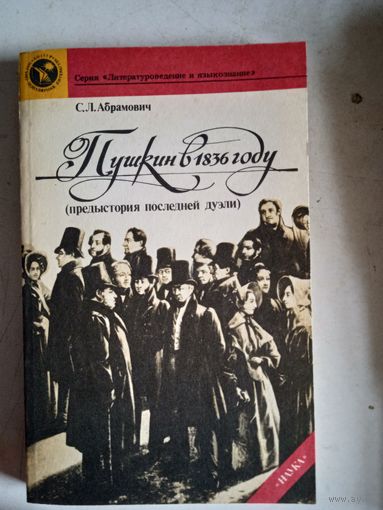 Серия «Литературоведение и языкознание»
С.Л.Абрамович
Пушкин в 1836 году
(предыстория последней дуэли)
«НАУКА»